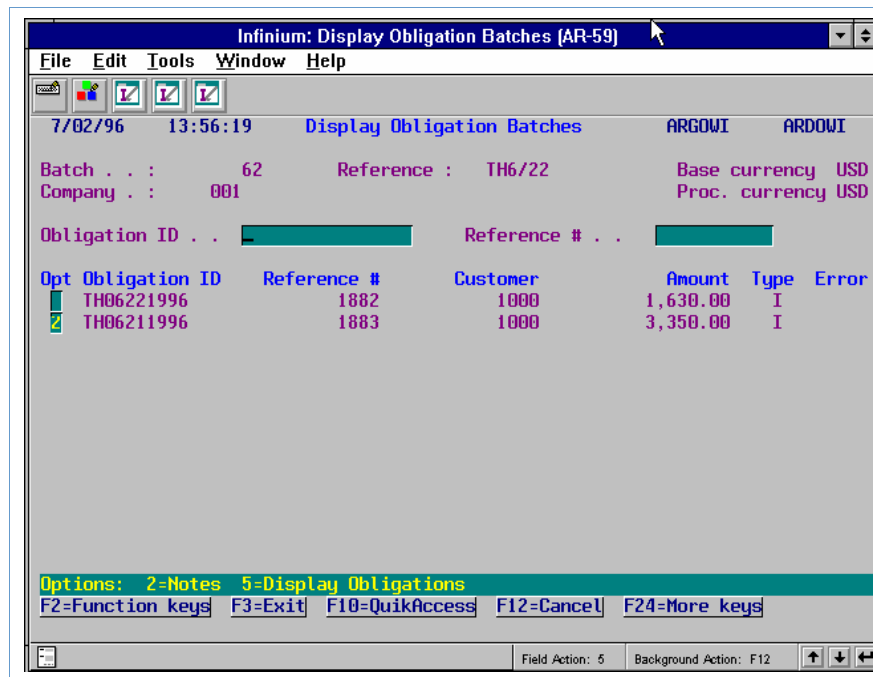 Infinium: Display Obligation Batches (AR-59)
File Edit Tools Window Help
7/02/96 13:56:19 Display Obligation Batches ARGOWI ARDOWI
Batch . . : 62 Reference : TH6/22 Base currency USD
Company . : 001 Proc. currency USD
Obligation ID . . Reference # . .
Opt Obligation ID Reference # Customer Amount Type Error
TH06221996 1882 1000 1,630.00 I
2 TH06211996 1883 1000 3,350.00 I
Options: 2=Notes 5=Display Obligations
F2=Function keys F3=Exit F10=QuikAccess F12=Cancel F24=More keys
Field Action: 5 Background Action: F12